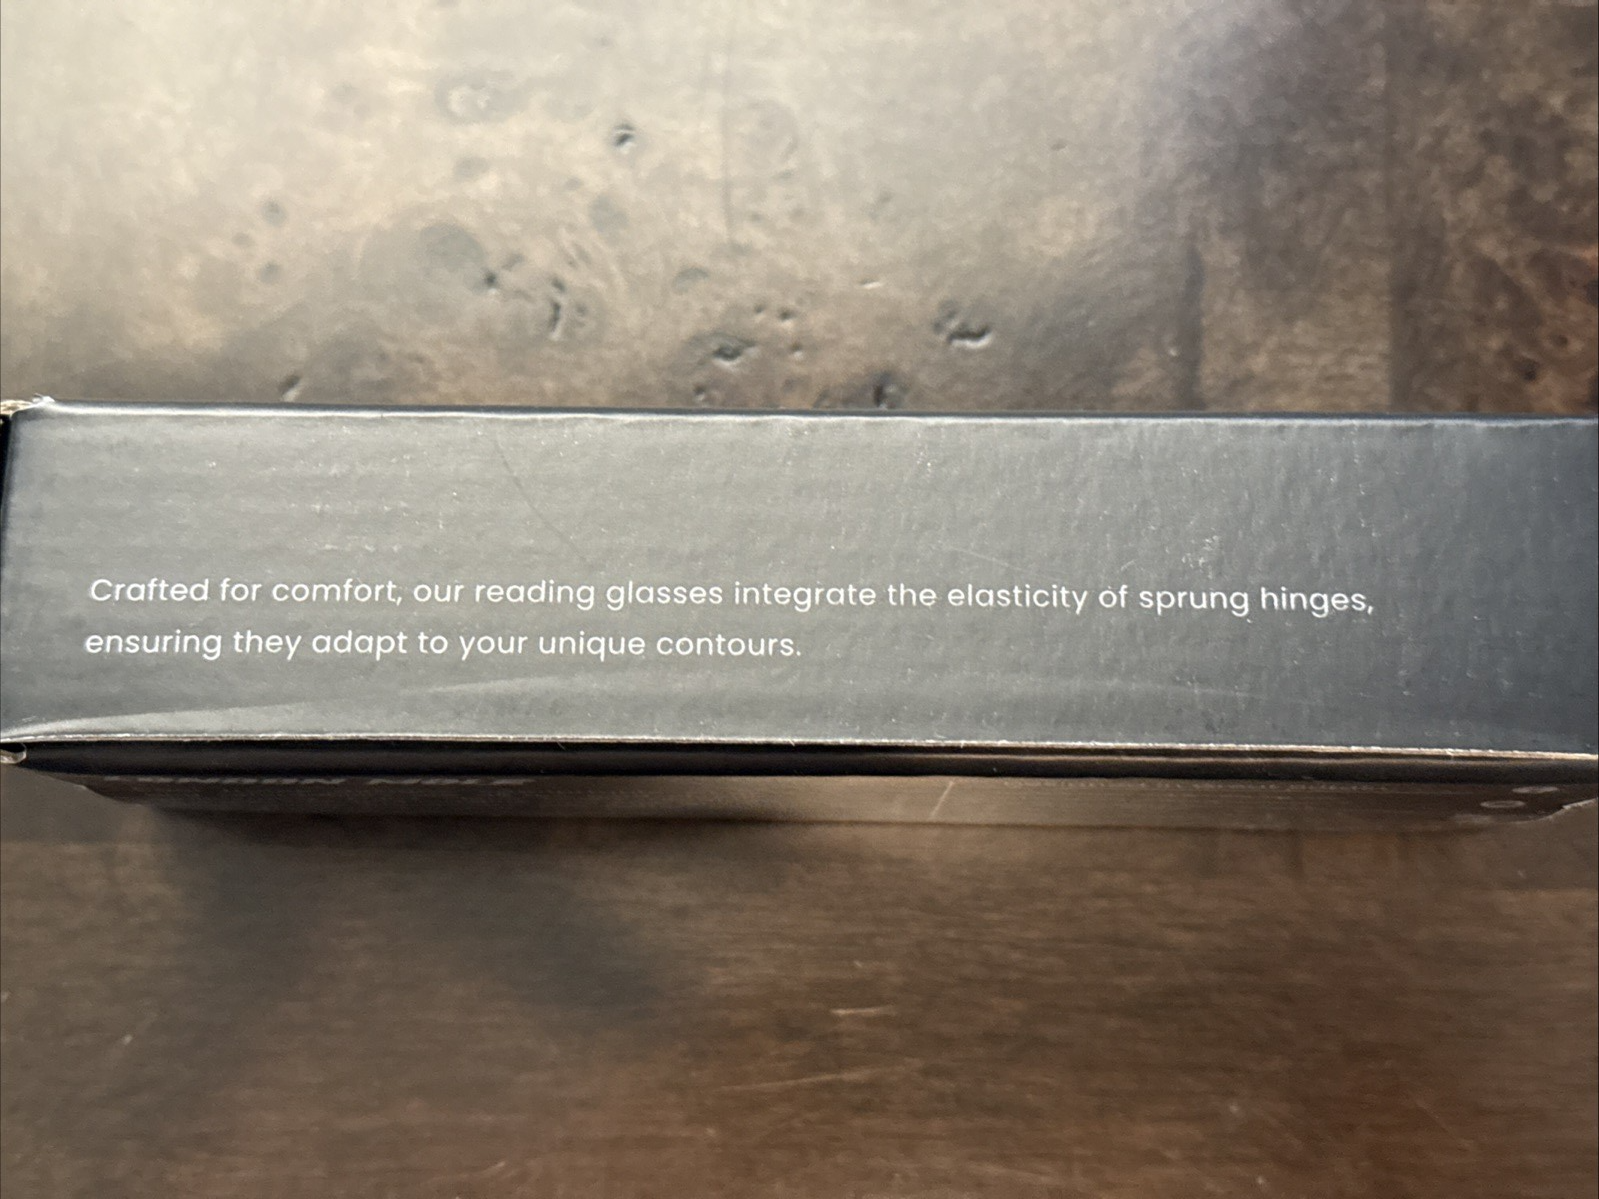 Crafted for comfort, our reading glasses integrate the elasticity of sprung hinges,
ensuring they adapt to your unique contours.